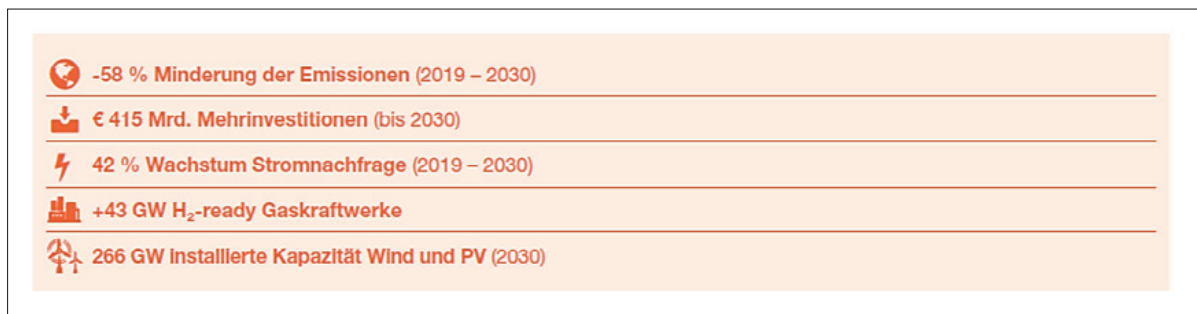 -58 % Minderung der Emissionen (2019 – 2030)
€ 415 Mrd. Mehrinvestitionen (bis 2030)
42 % Wachstum Stromnachfrage (2019 – 2030)
+43 GW H₂-ready Gaskraftwerke
266 GW Installierte Kapazität Wind und PV (2030)